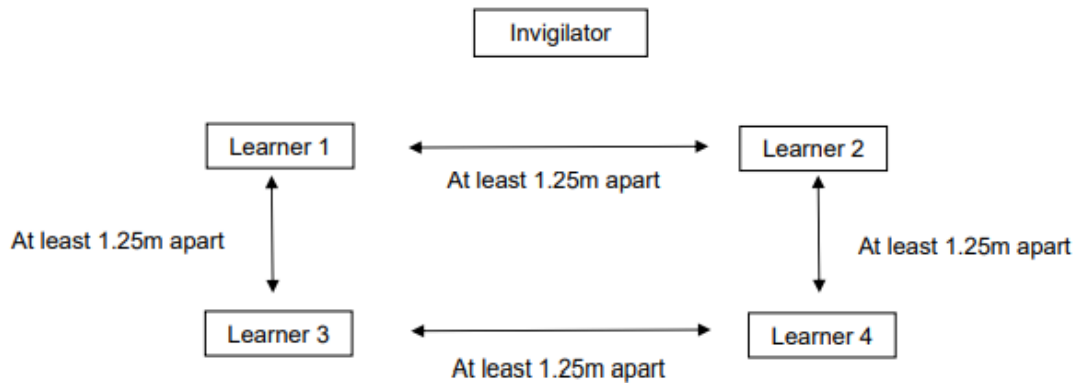 Invigilator
Learner 1
Learner 2
At least 1.25m apart
At least 1.25m apart
At least 1.25m apart
Learner 3
Learner 4
At least 1.25m apart